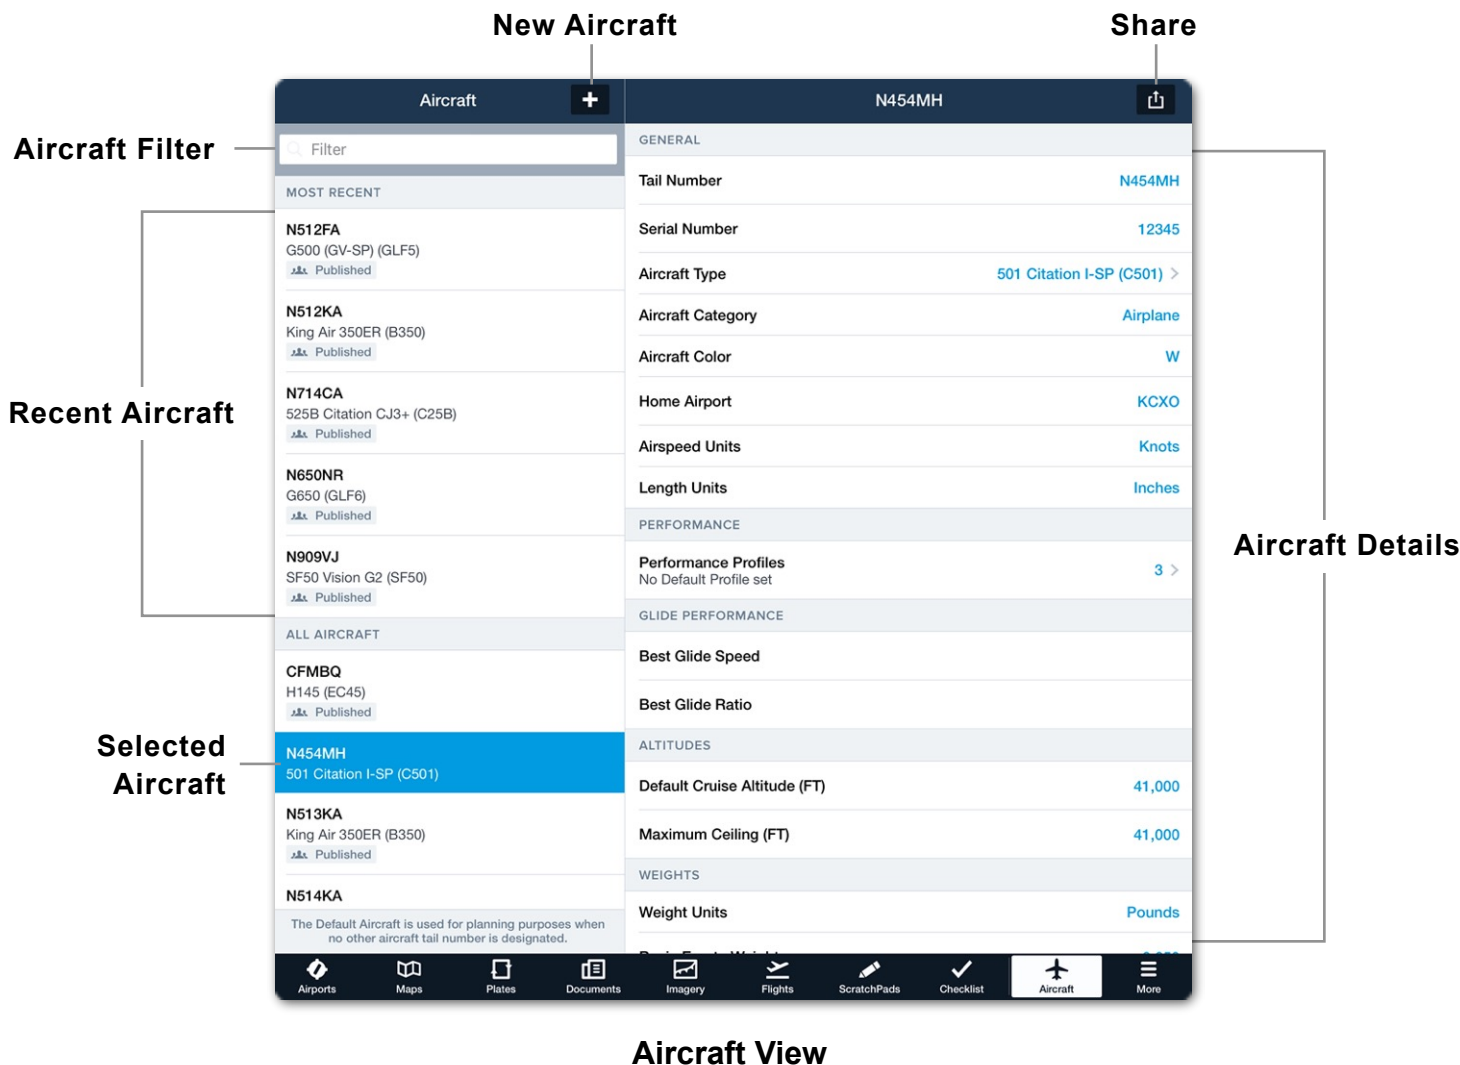 New Aircraft
Share
Aircraft
N454MH
Aircraft Filter
Filter
MOST RECENT
N512FA
G500 (GV-SP) (GLF5)
Published
N512KA
King Air 350ER (B350)
Published
N714CA
525B Citation CJ3+ (C25B)
Published
Recent Aircraft
N650NR
G650 (GLF6)
Published
N909VJ
SF50 Vision G2 (SF50)
Published
ALL AIRCRAFT
CFMBQ
H145 (EC45)
Published
Selected
Aircraft
N454MH
501 Citation I-SP (C501)
N513KA
King Air 350ER (B350)
Published
N514KA
The Default Aircraft is used for planning purposes when
no other aircraft tail number is designated.
GENERAL
Tail Number N454MH
Serial Number 12345
Aircraft Type 501 Citation I-SP (C501)
Aircraft Category Airplane
Aircraft Color W
Home Airport KCXO
Airspeed Units Knots
Length Units Inches
PERFORMANCE
Performance Profiles 3
No Default Profile set
GLIDE PERFORMANCE
Best Glide Speed
Best Glide Ratio
ALTITUDES
Default Cruise Altitude (FT) 41,000
Maximum Ceiling (FT) 41,000
WEIGHTS
Weight Units Pounds
Aircraft Details
Airports Maps Plates Documents Imagery Flights ScratchPads Checklist Aircraft More
Aircraft View